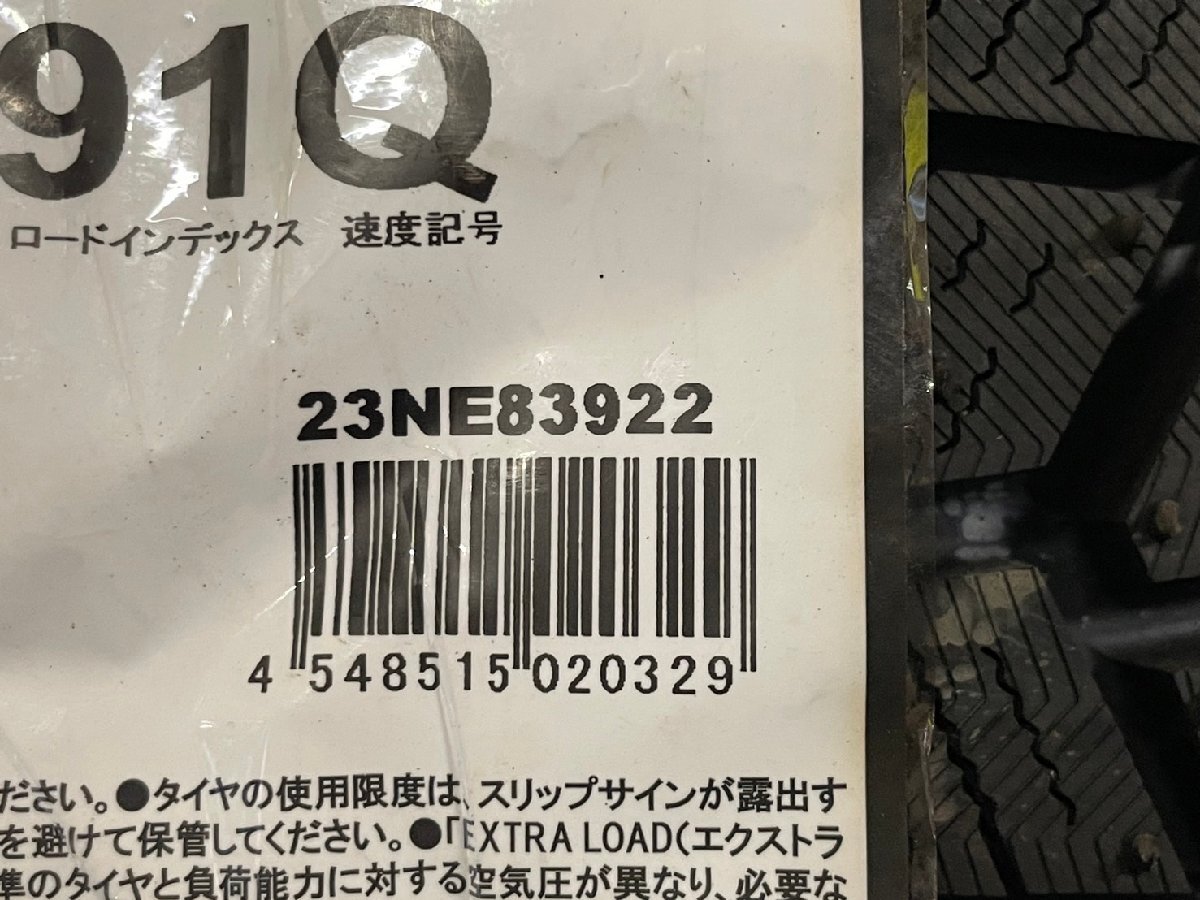 91Q
ロードインデックス 速度記号
23NE83922
4 548515 020329
ださい。●タイヤの使用限度は、スリップサインが露出す
を避けて保管してください。●「EXTRA LOAD(エクストラ
準のタイヤと負荷能力に対する空気圧が異なり、必要な